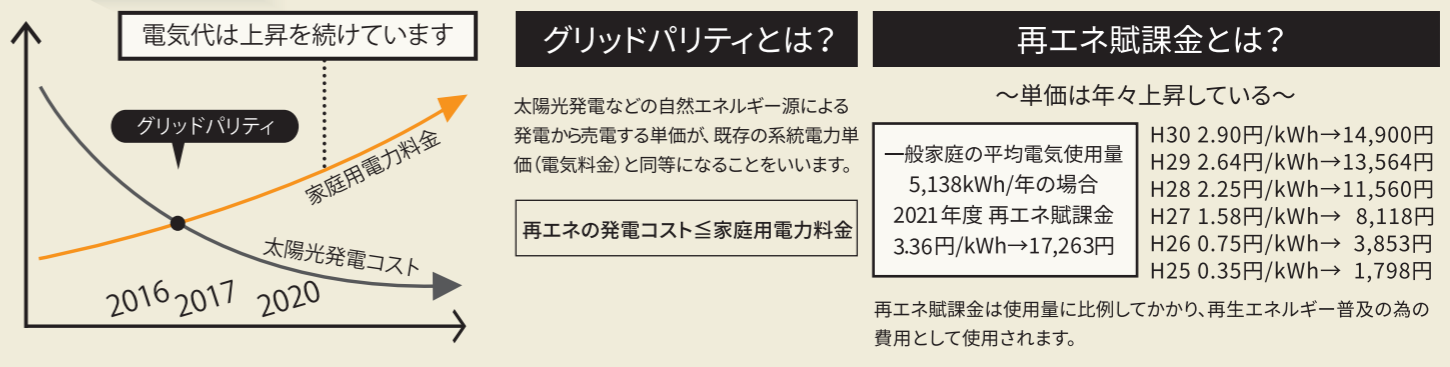 電気代は上昇を続けています
グリッドパリティ
家庭用電力料金
太陽光発電コスト
2016 2017 2020
グリッドパリティとは？
太陽光発電などの自然エネルギー源による
発電から売電する単価が、既存の系統電力単
価（電気料金）と同等になることをいいます。
再エネの発電コスト≦家庭用電力料金
再エネ賦課金とは？
～単価は年々上昇している～
一般家庭の平均電気使用量
5,138kWh/年の場合
2021年度 再エネ賦課金
3.36円/kWh→17,263円
H30 2.90円/kWh→14,900円
H29 2.64円/kWh→13,564円
H28 2.25円/kWh→11,560円
H27 1.58円/kWh→ 8,118円
H26 0.75円/kWh→ 3,853円
H25 0.35円/kWh→ 1,798円
再エネ賦課金は使用量に比例してかかり、再生エネルギー普及の為の
費用として使用されます。